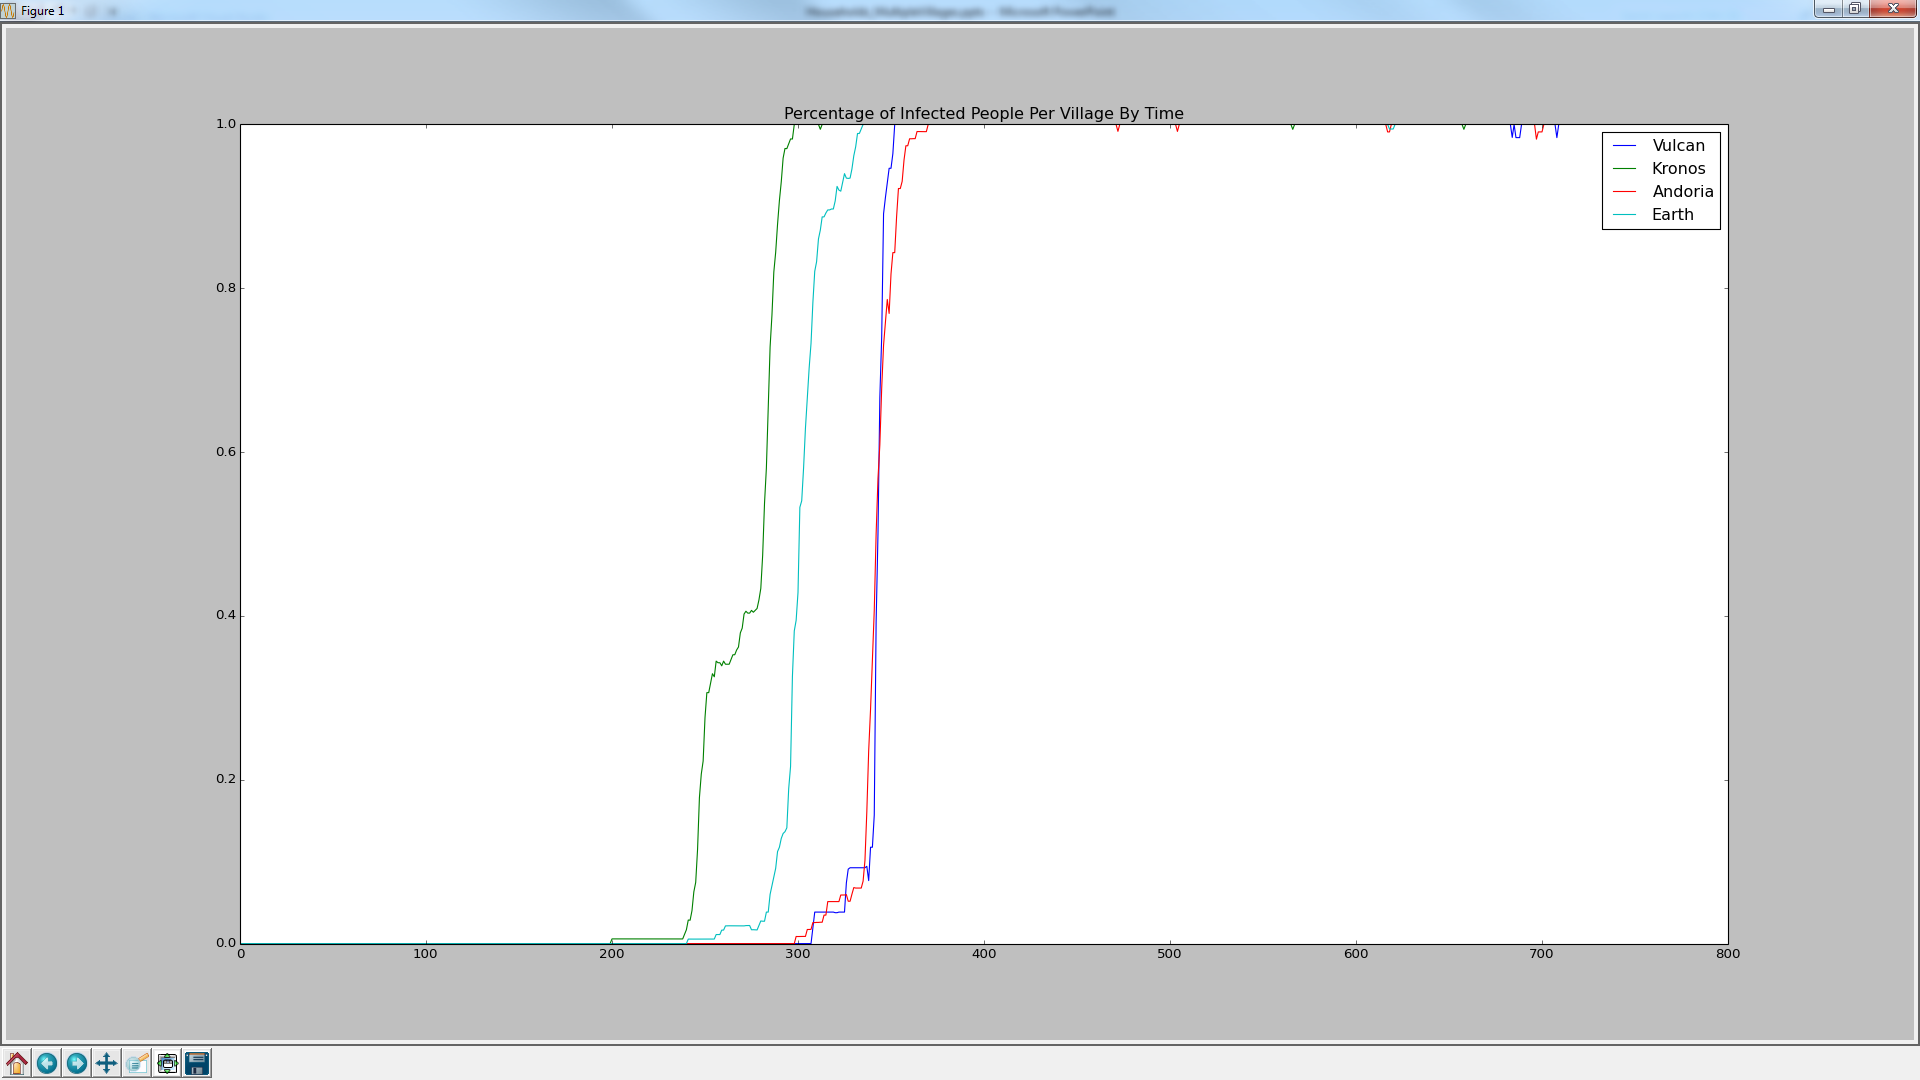 Figure 1
Percentage of Infected People Per Village By Time
1.0
0.8
0.6
0.4
0.2
0.0
0 100 200 300 400 500 600 700 800
Vulcan
Kronos
Andoria
Earth